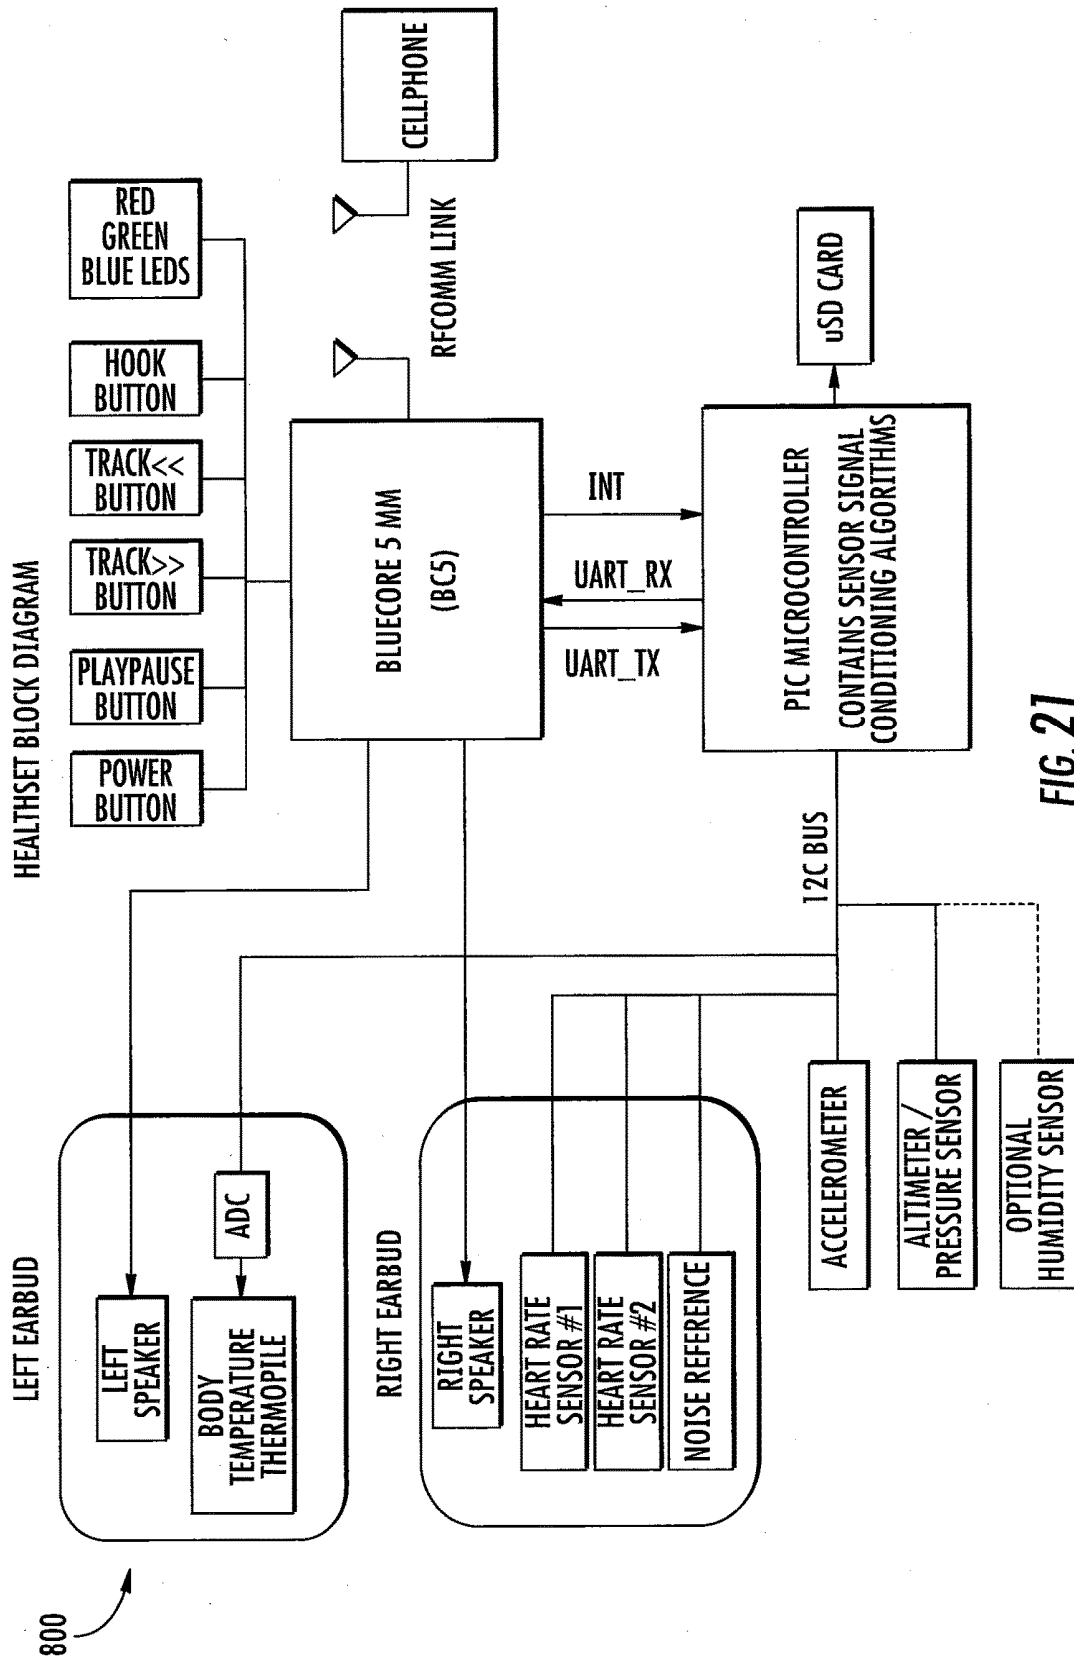 HEALTHSET BLOCK DIAGRAM
800
LEFT EARBUD
LEFT
SPEAKER
BODY
TEMPERATURE
THERMOPILE
ADC
RIGHT EARBUD
RIGHT
SPEAKER
HEART RATE
SENSOR #1
HEART RATE
SENSOR #2
NOISE REFERENCE
POWER
BUTTON
PLAYPAUSE
BUTTON
TRACK>>
BUTTON
TRACK<<
BUTTON
HOOK
BUTTON
RED
GREEN
BLUE LEDS
BLUECORE 5 MM
(BC5)
RFCOMM LINK
CELLPHONE
UART_TX
UART_RX
INT
PIC MICROCONTROLLER
CONTAINS SENSOR SIGNAL
CONDITIONING ALGORITHMS
uSD CARD
12C BUS
ACCELEROMETER
ALTIMETER/
PRESSURE SENSOR
OPTIONAL
HUMIDITY SENSOR
FIG. 21